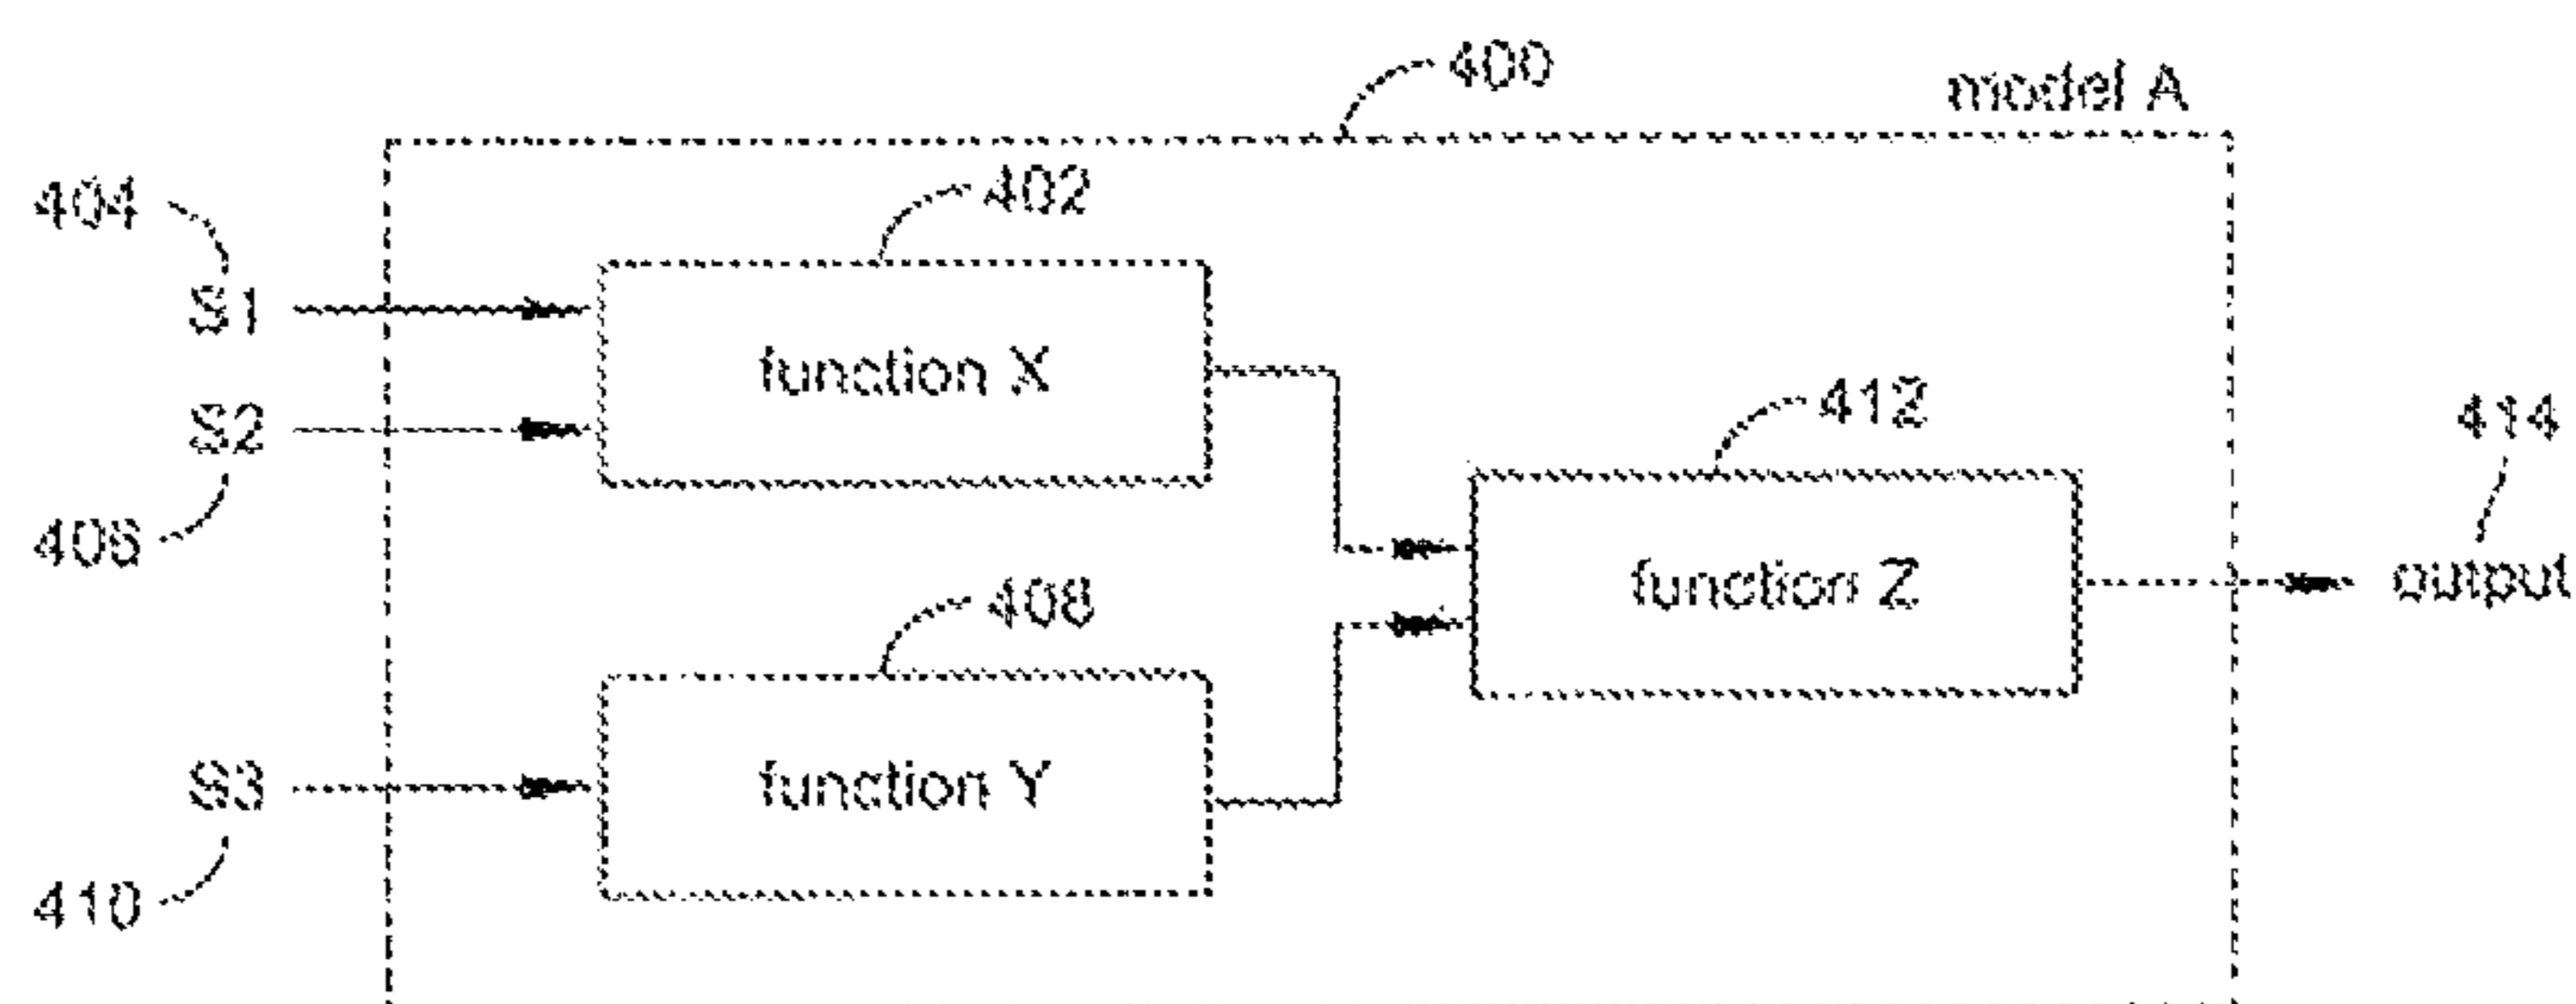 400
model A
402
404
S1
function X
S2
412
414
406
function Z
output
408
S3
function Y
410